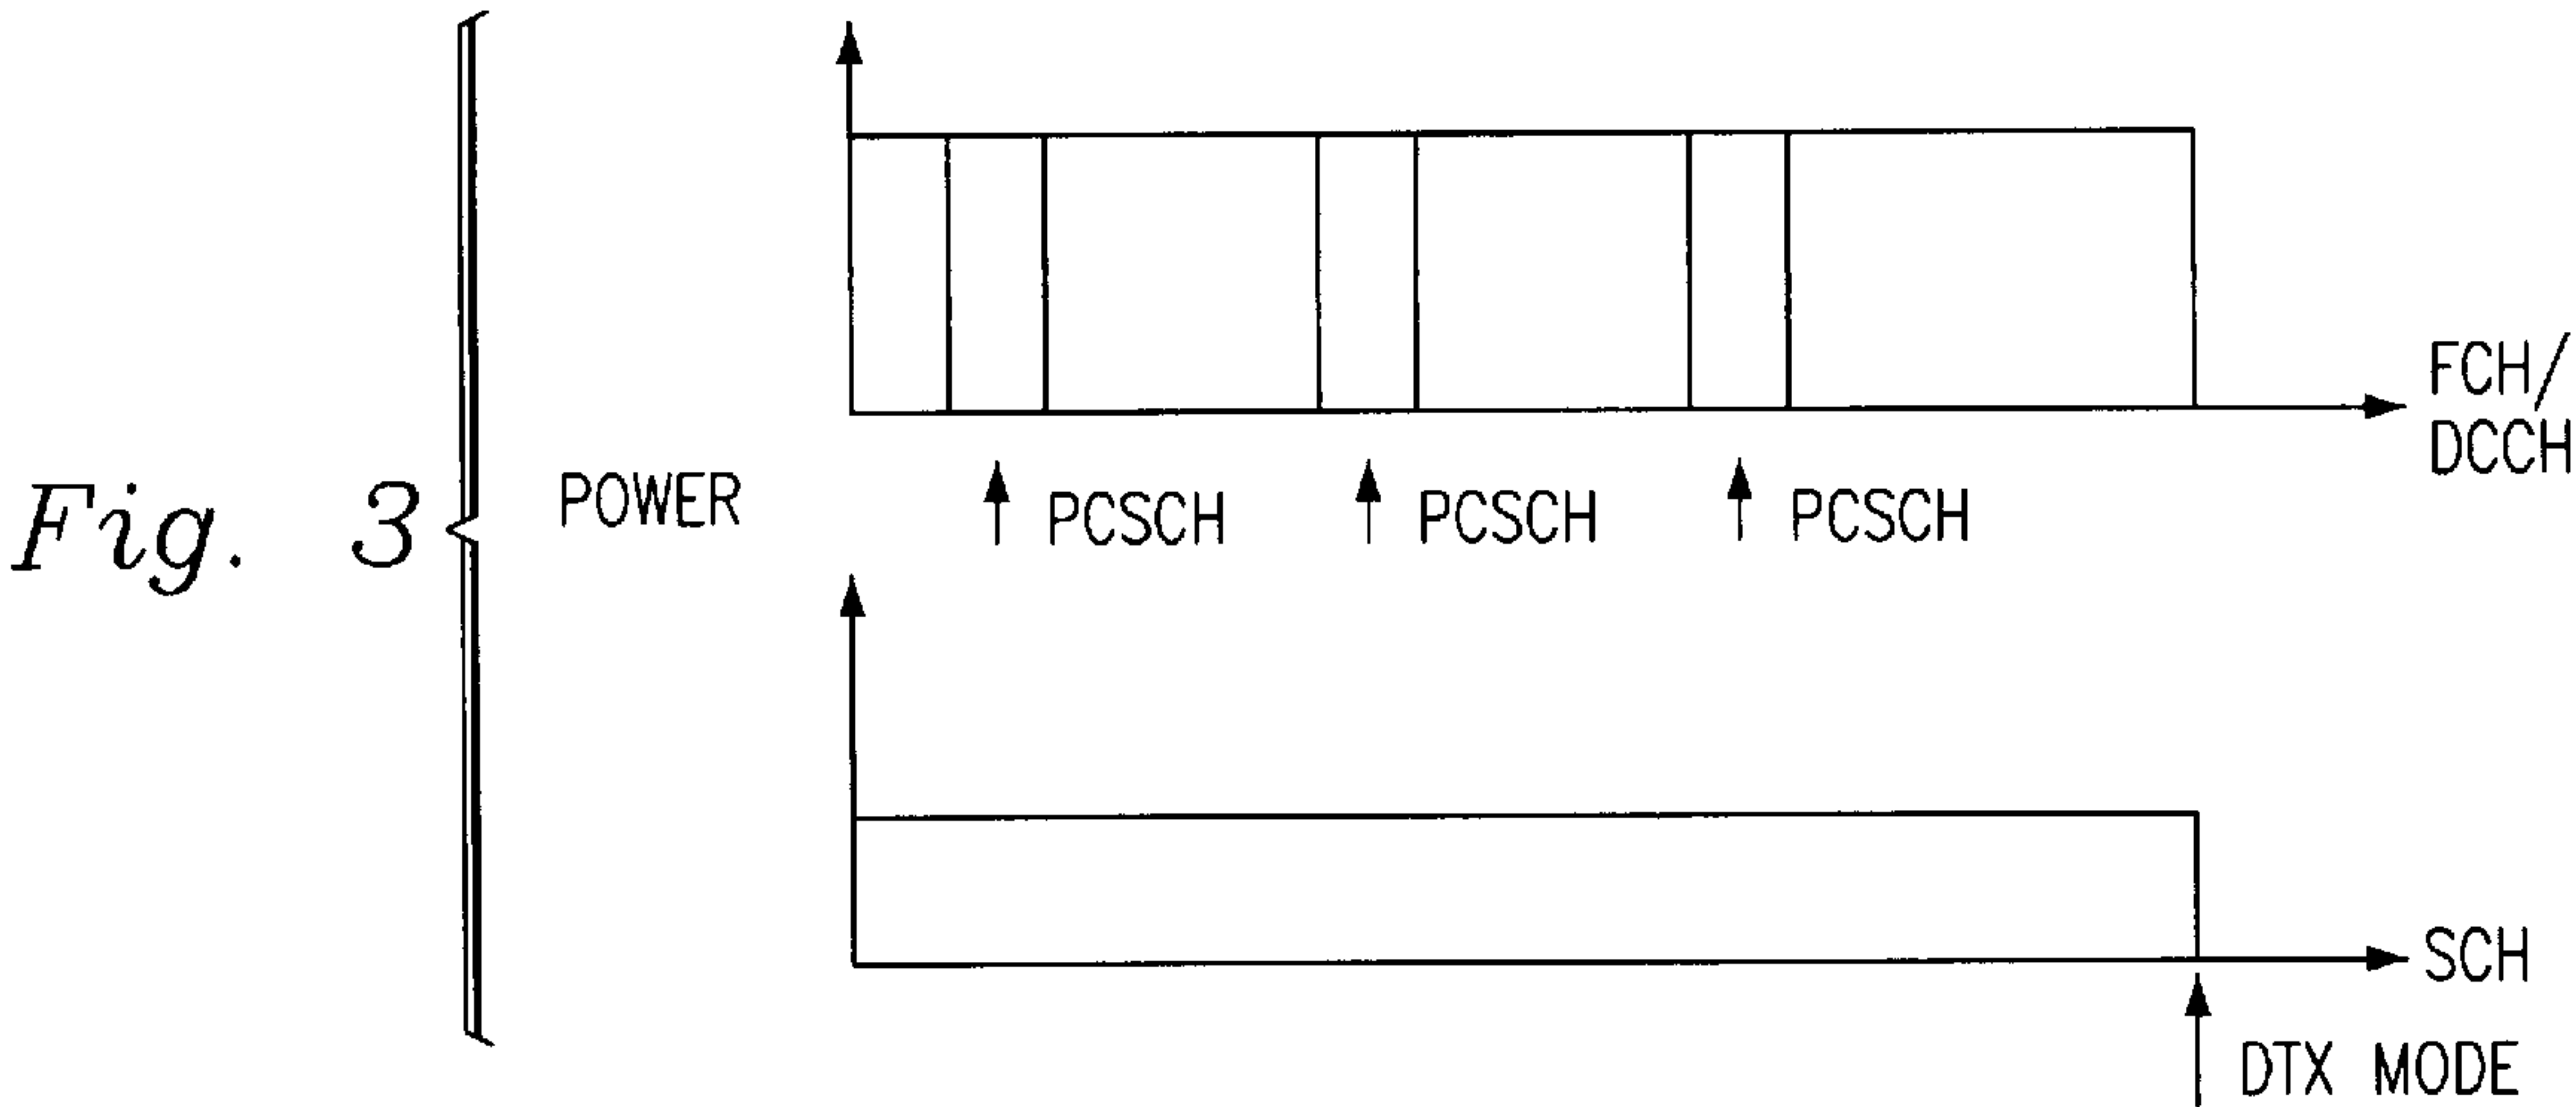 Fig. 3
POWER
FCH/
DCCH
PCSCH
PCSCH
PCSCH
SCH
DTX MODE